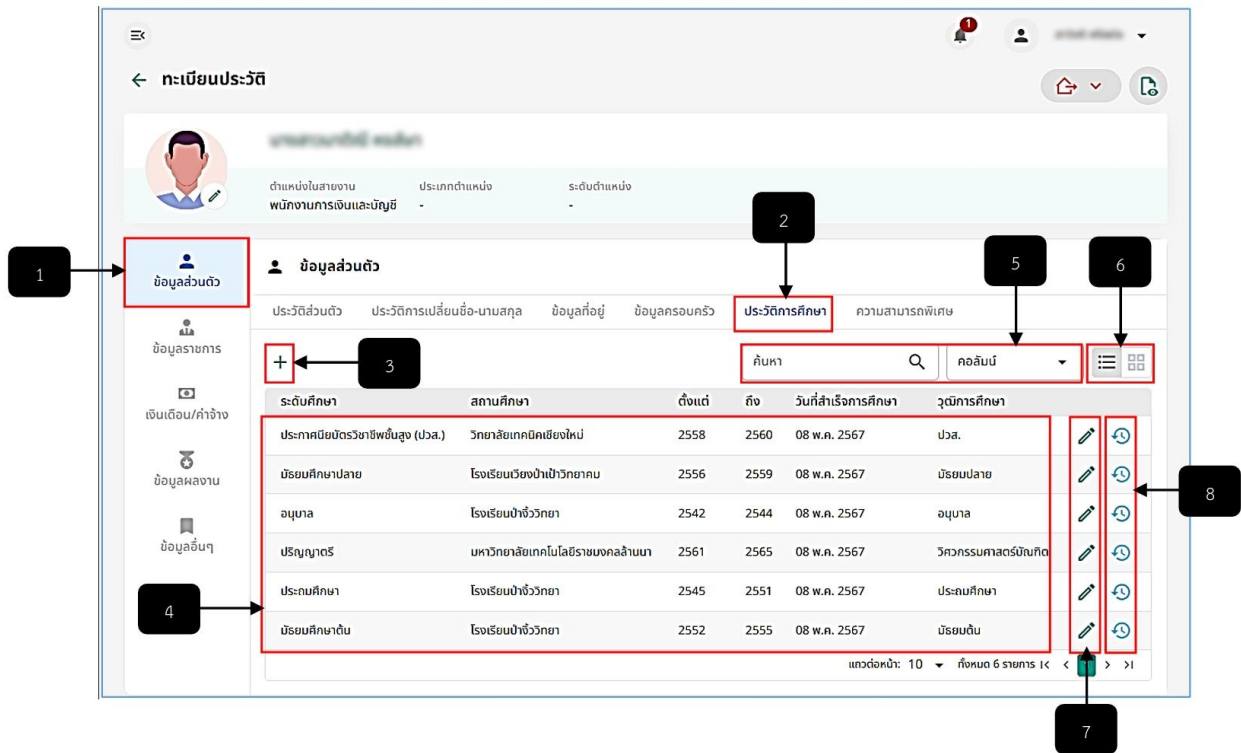 1
ทะเบียนประวัติ
ตำแหน่งในสายงาน ประเภทตำแหน่ง ระดับตำแหน่ง
พนักงานการเงินและบัญชี - -
2
1
ข้อมูลส่วนตัว
ข้อมูลส่วนตัว
5
6
ประวัติส่วนตัว ประวัติการเปลี่ยนชื่อ-นามสกุล ข้อมูลที่อยู่ ข้อมูลครอบครัว ประวัติการศึกษา ความสามารถพิเศษ
ข้อมูลราชการ
+ 3 ค้นหา คอลัมน์
ระดับศึกษา สถานศึกษา ตั้งแต่ ถึง วันที่สำเร็จการศึกษา วุฒิการศึกษา
เงินเดือน/ค่าจ้าง
ประกาศนียบัตรวิชาชีพชั้นสูง (ปวส.) วิทยาลัยเทคนิคเชียงใหม่ 2558 2560 08 พ.ค. 2567 ปวส.
มัธยมศึกษาปลาย โรงเรียนเวียงป่าเป้าวิทยาคม 2556 2559 08 พ.ค. 2567 มัธยมปลาย
ข้อมูลผลงาน
8
อนุบาล โรงเรียนป่างิ้ววิทยา 2542 2544 08 พ.ค. 2567 อนุบาล
ข้อมูลอื่นๆ
ปริญญาตรี มหาวิทยาลัยเทคโนโลยีราชมงคลล้านนา 2561 2565 08 พ.ค. 2567 วิศวกรรมศาสตร์บัณฑิต
ประถมศึกษา โรงเรียนป่างิ้ววิทยา 2545 2551 08 พ.ค. 2567 ประถมศึกษา
4
มัธยมศึกษาต้น โรงเรียนป่างิ้ววิทยา 2552 2555 08 พ.ค. 2567 มัธยมต้น
แถวต่อหน้า: 10 ทั้งหมด 6 รายการ
7